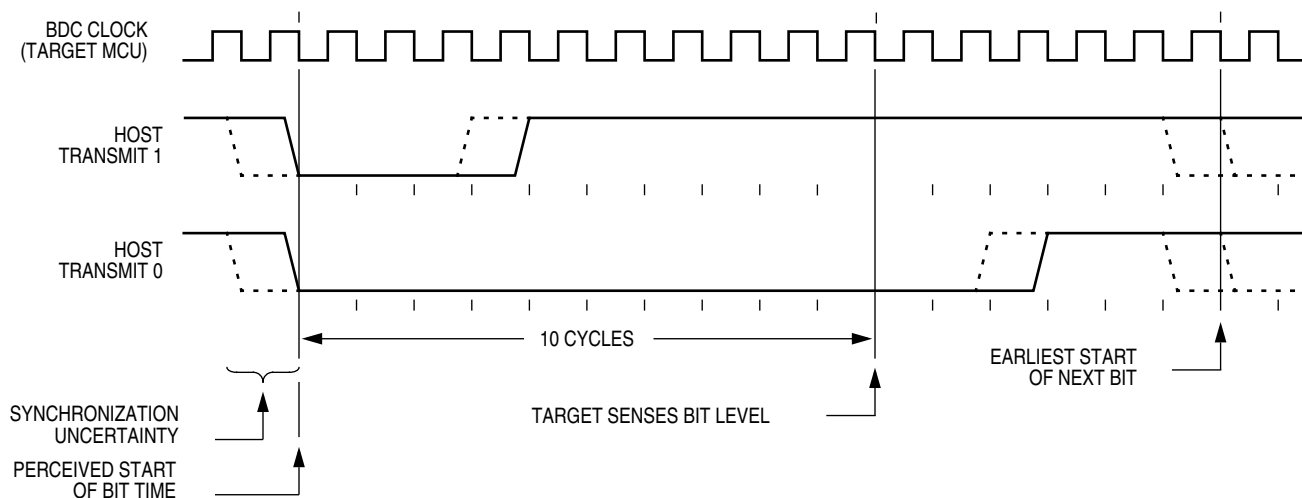 BDC CLOCK
(TARGET MCU)
HOST
TRANSMIT 1
HOST
TRANSMIT 0
10 CYCLES
EARLIEST START
OF NEXT BIT
TARGET SENSES BIT LEVEL
SYNCHRONIZATION
UNCERTAINTY
PERCEIVED START
OF BIT TIME